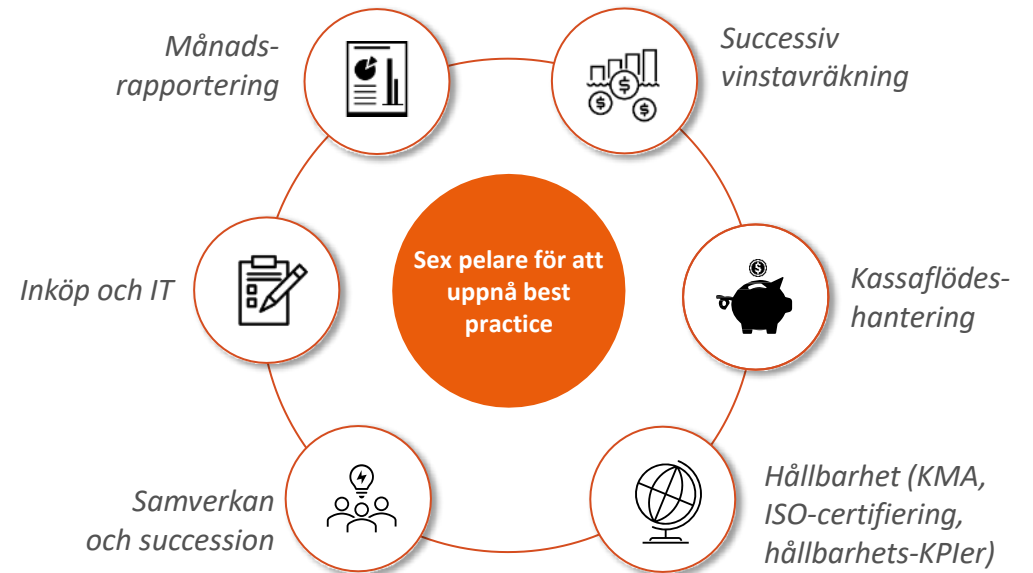 Månads-
rapportering
Successiv
vinstavräkning
Inköp och IT
Sex pelare för att
uppnå best
practice
Kassaflödes-
hantering
Samverkan
och succession
Hållbarhet (KMA,
ISO-certifiering,
hållbarhets-KPIer)